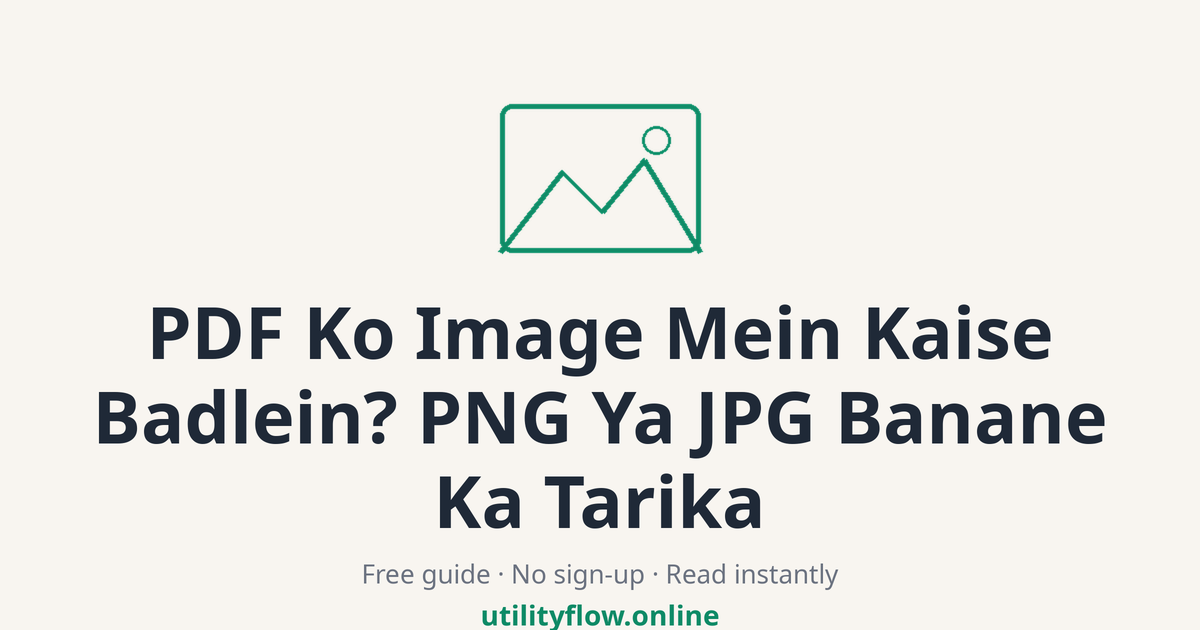 PDF Ko Image Mein Kaise
Badlein? PNG Ya JPG Banane
Ka Tarika
Free guide · No sign-up · Read instantly
utilityflow.online